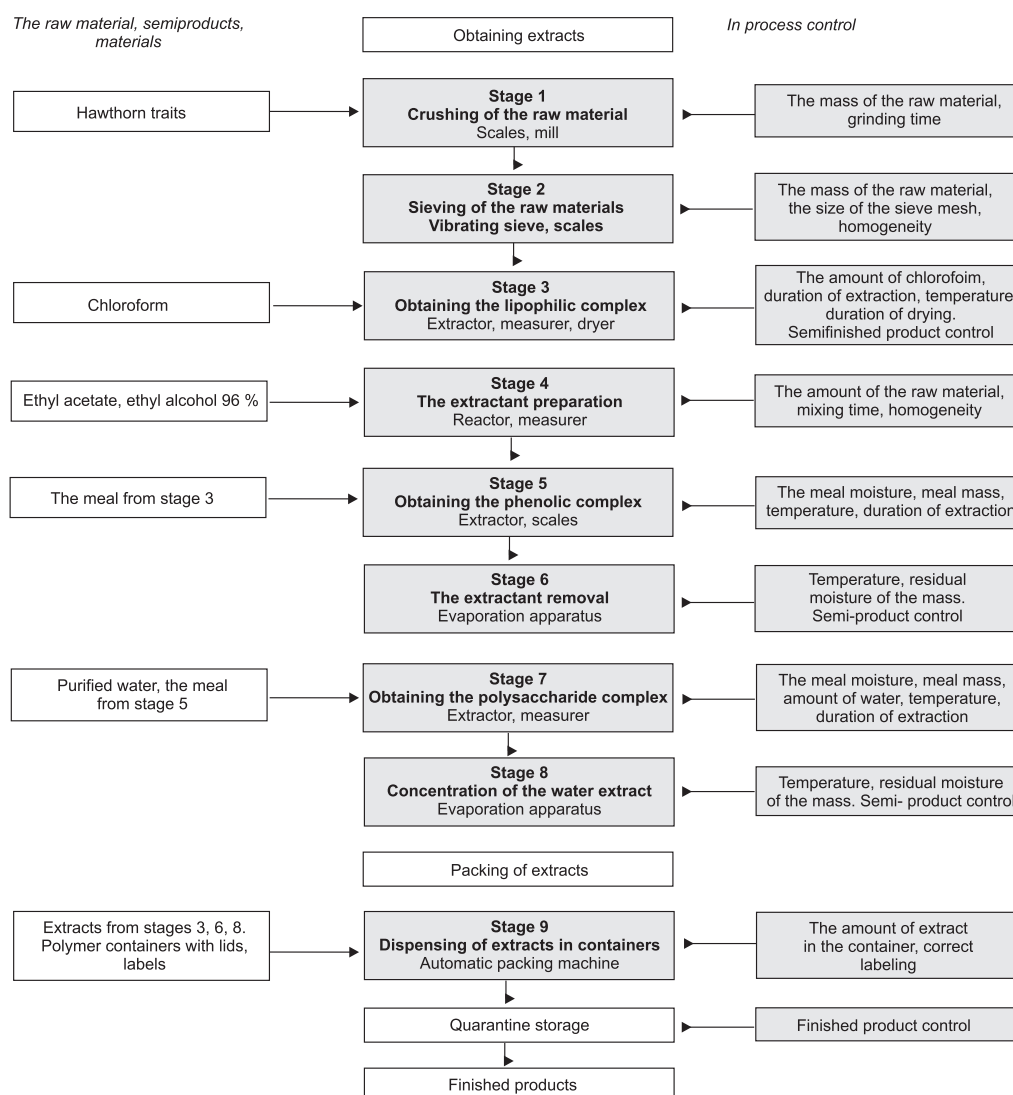 The raw material, semiproducts,
materials
Obtaining extracts
In process control
Hawthorn traits
Stage 1
Crushing of the raw material
Scales, mill
The mass of the raw material,
grinding time
Stage 2
Sieving of the raw materials
Vibrating sieve, scales
The mass of the raw material,
the size of the sieve mesh,
homogeneity
Chloroform
Stage 3
Obtaining the lipophilic complex
Extractor, measurer, dryer
The amount of chlorofoim,
duration of extraction, temperature
duration of drying.
Semifinished product control
Ethyl acetate, ethyl alcohol 96 %
Stage 4
The extractant preparation
Reactor, measurer
The amount of the raw material,
mixing time, homogeneity
The meal from stage 3
Stage 5
Obtaining the phenolic complex
Extractor, scales
The meal moisture, meal mass,
temperature, duration of extraction
Stage 6
The extractant removal
Evaporation apparatus
Temperature, residual
moisture of the mass.
Semi-product control
Purified water, the meal
from stage 5
Stage 7
Obtaining the polysaccharide complex
Extractor, measurer
The meal moisture, meal mass,
amount of water, temperature,
duration of extraction
Stage 8
Concentration of the water extract
Evaporation apparatus
Temperature, residual moisture
of the mass. Semi- product control
Packing of extracts
Extracts from stages 3, 6, 8.
Polymer containers with lids,
labels
Stage 9
Dispensing of extracts in containers
Automatic packing machine
The amount of extract
in the container, correct
labeling
Quarantine storage
Finished product control
Finished products